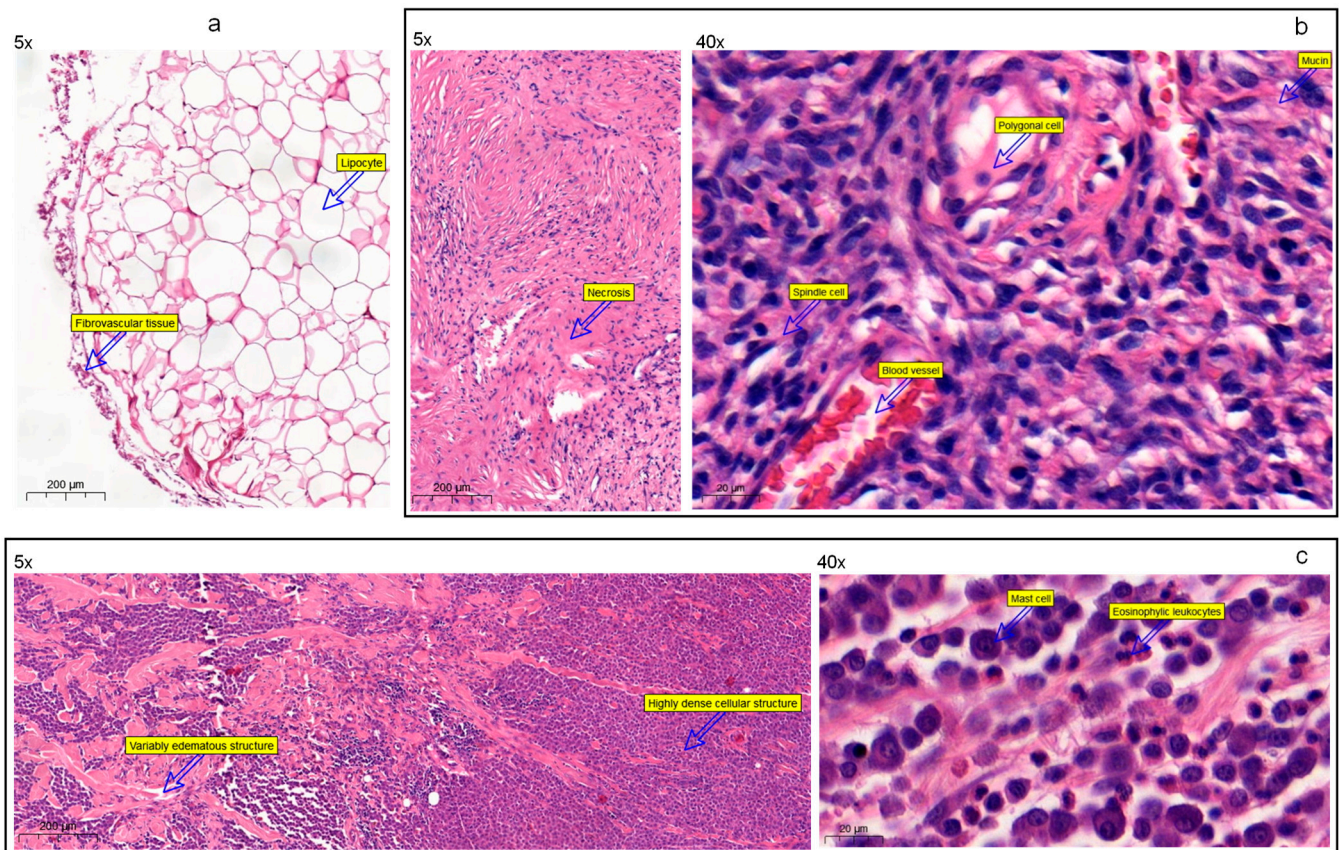 a
5x
Lipocyte
Fibrovascular tissue
200 µm
b
5x
Necrosis
200 µm
40x
Mucin
Polygonal cell
Spindle cell
Blood vessel
20 µm
c
5x
Highly dense cellular structure
Variably edematous structure
200 µm
40x
Mast cell
Eosinophylic leukocytes
20 µm